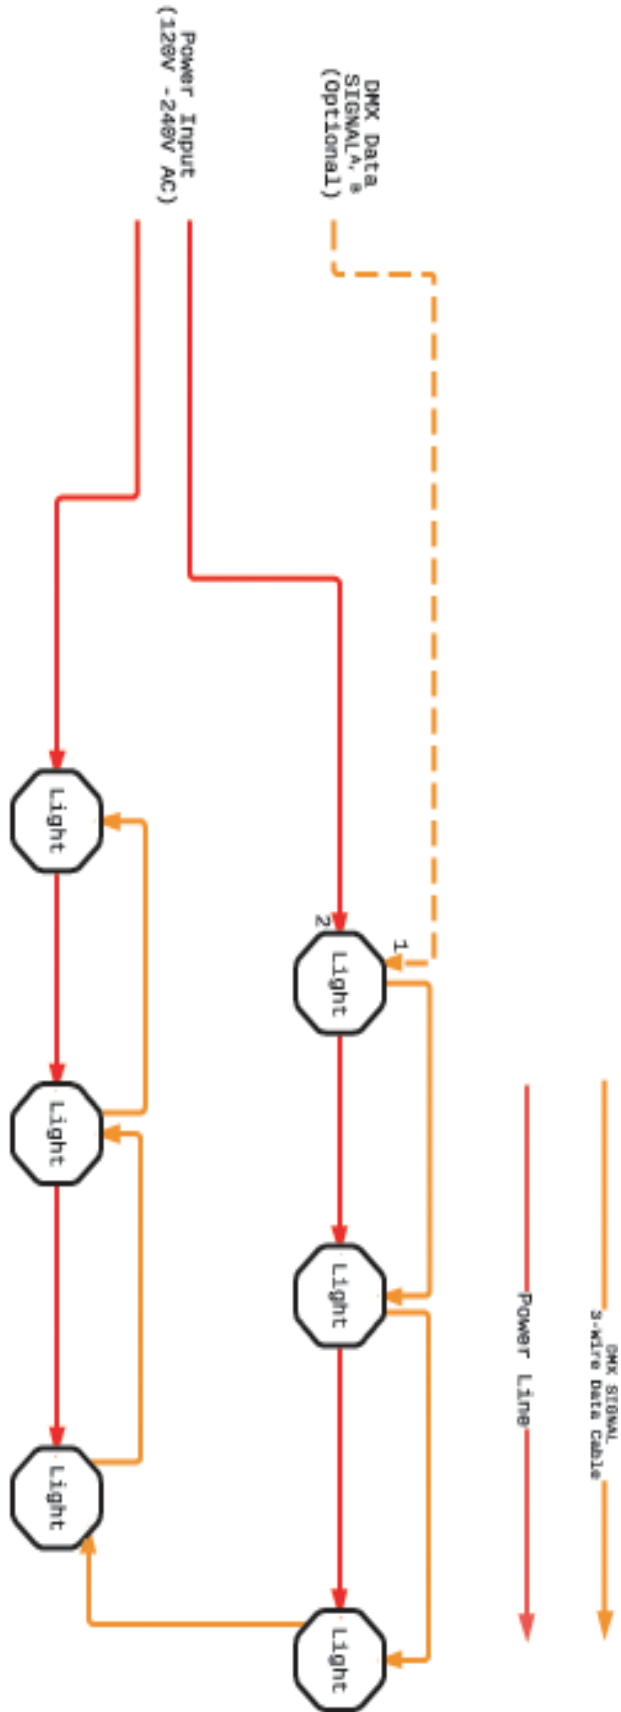 DMX SIGNAL
3-Wire Data Cable
Power Line
DMX Data
SIGNAL A, B
(Optional)
1
2
Light
Light
Light
Power Input
(120V -240V AC)
Light
Light
Light